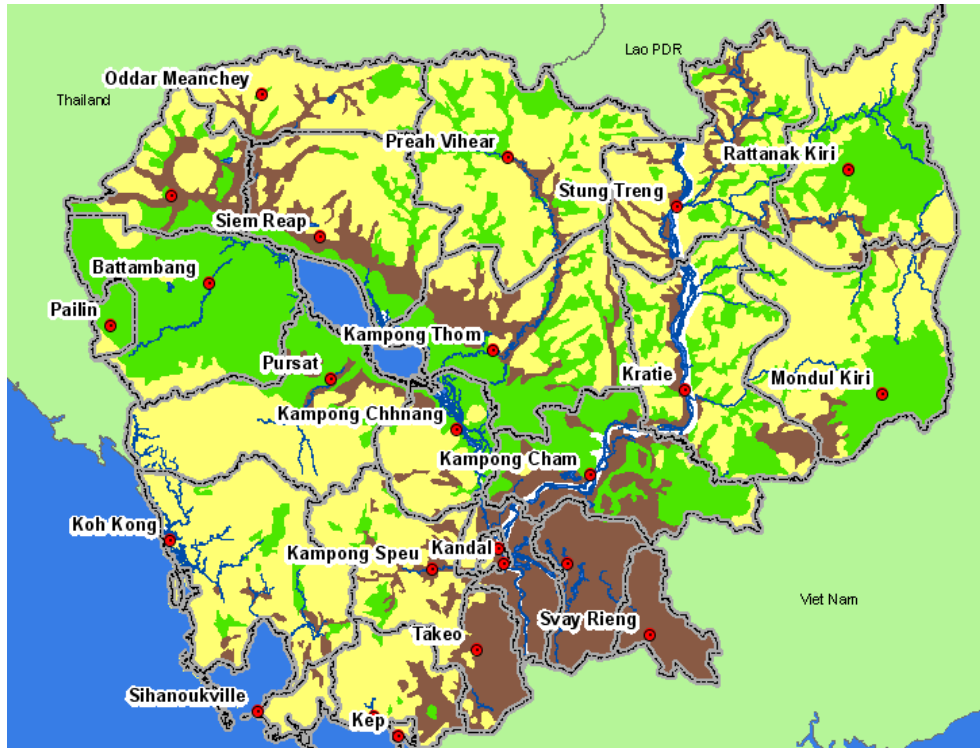 Lao PDR
Oddar Meanchey
Thailand
Preah Vihear
Rattanak Kiri
Stung Treng
Siem Reap
Battambang
Pailin
Kampong Thom
Pursat
Kratie
Mondul Kiri
Kampong Chhnang
Kampong Cham
Koh Kong
Kampong Speu
Kandal
Viet Nam
Svay Rieng
Takeo
Sihanoukville
Kep